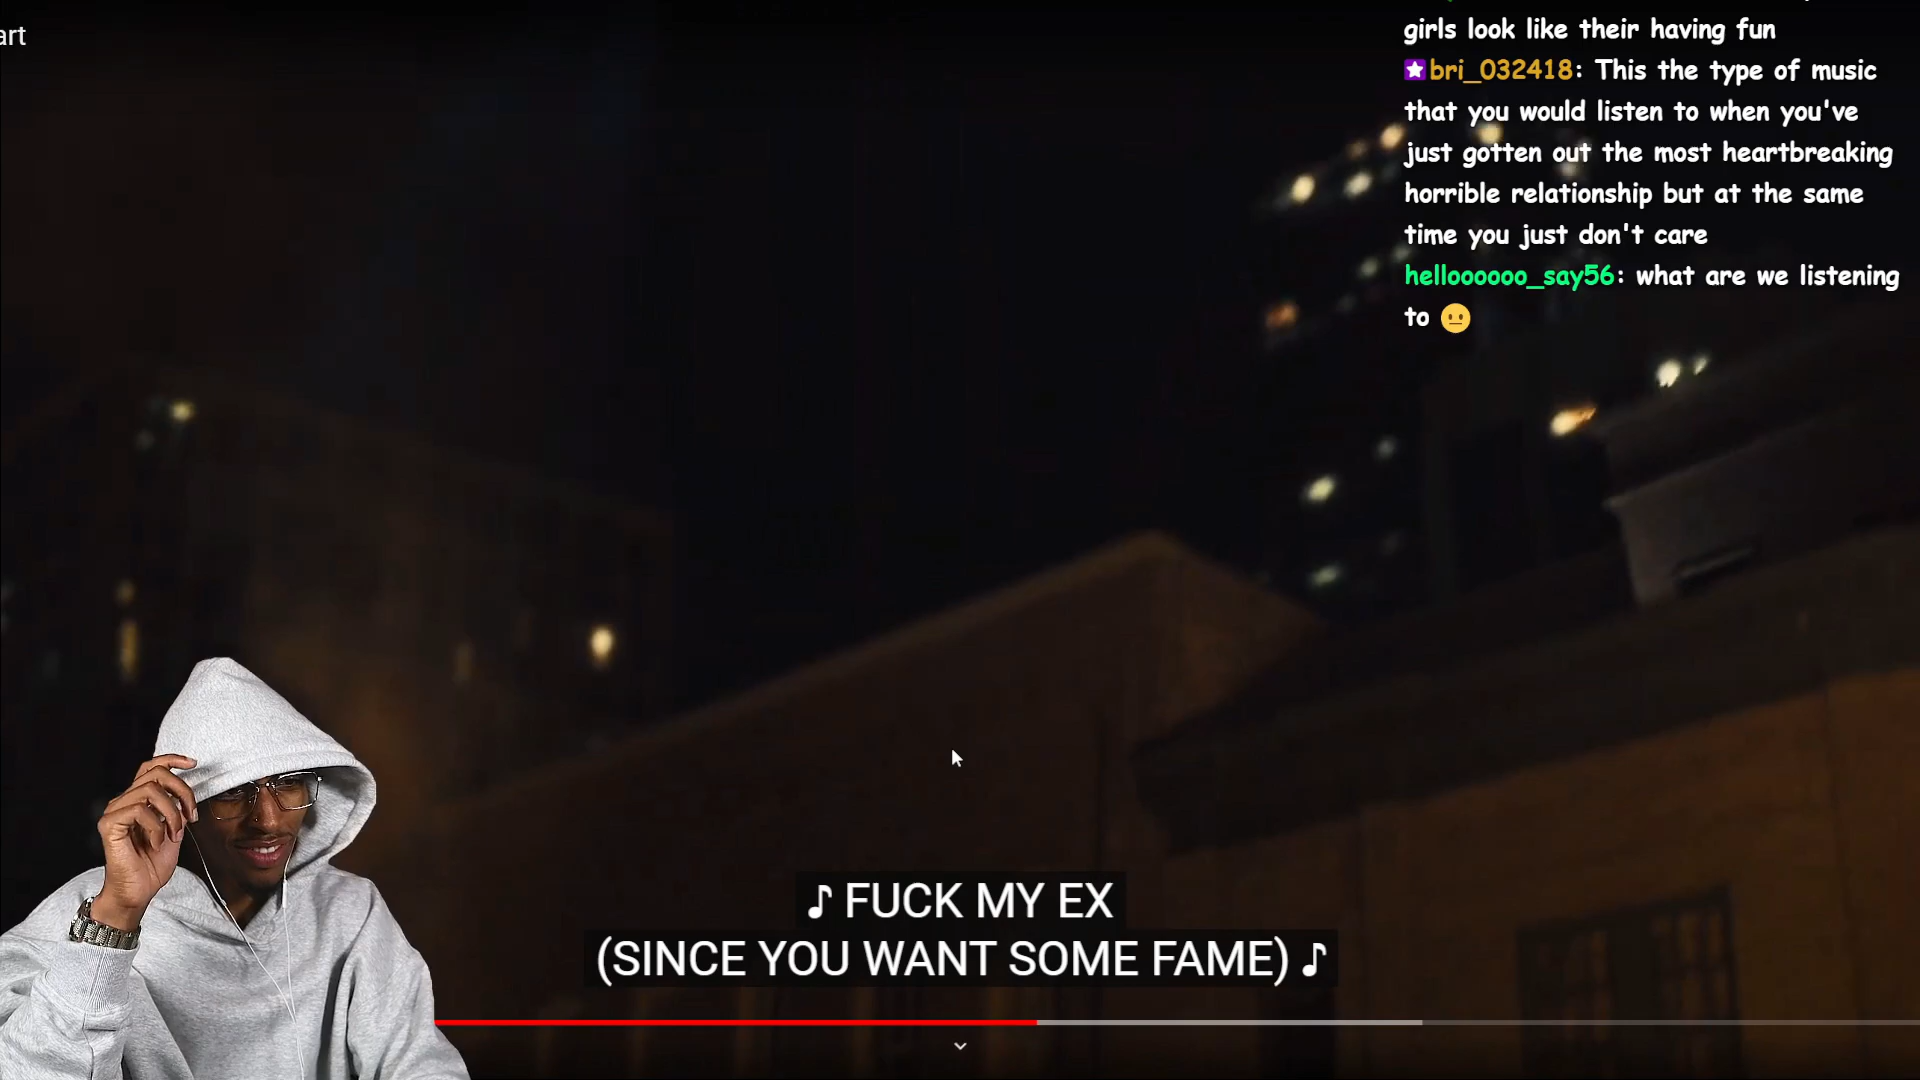 art
girls look like their having fun
bri_032418: This the type of music
that you would listen to when you've
just gotten out the most heartbreaking
horrible relationship but at the same
time you just don't care
helloooooo_say56: what are we listening
to 😐
♪ FUCK MY EX
(SINCE YOU WANT SOME FAME) ♪